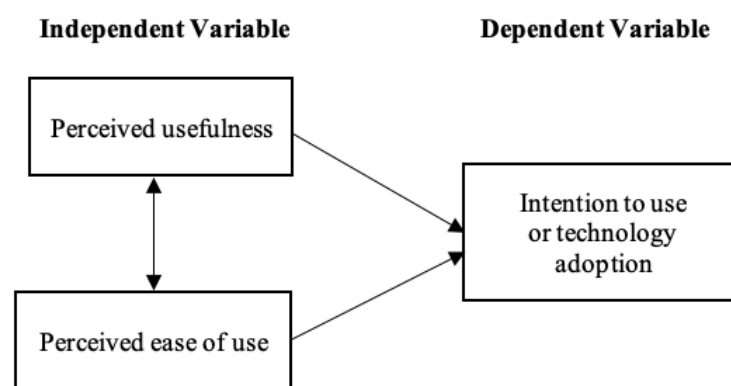 Independent Variable
Dependent Variable
Perceived usefulness
Intention to use
or technology
adoption
Perceived ease of use